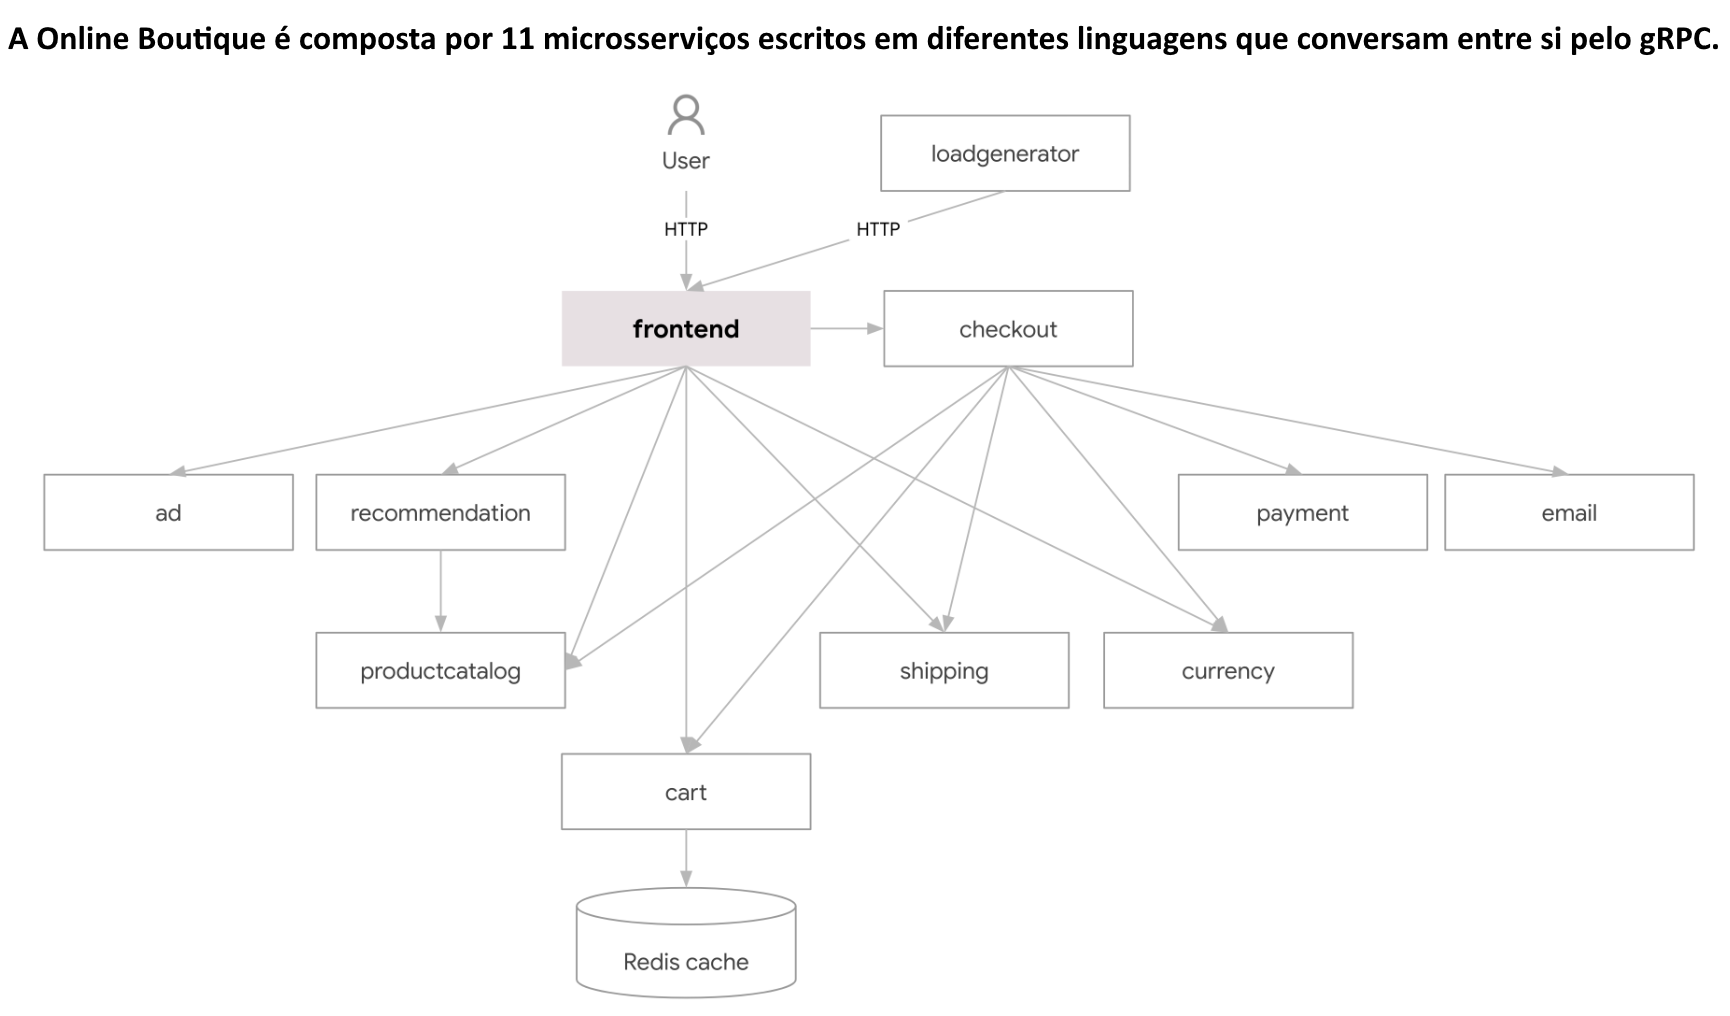 A Online Boutique é composta por 11 microsserviços escritos em diferentes linguagens que conversam entre si pelo gRPC.
User
loadgenerator
HTTP
HTTP
frontend
checkout
ad
recommendation
payment
email
productcatalog
shipping
currency
cart
Redis cache